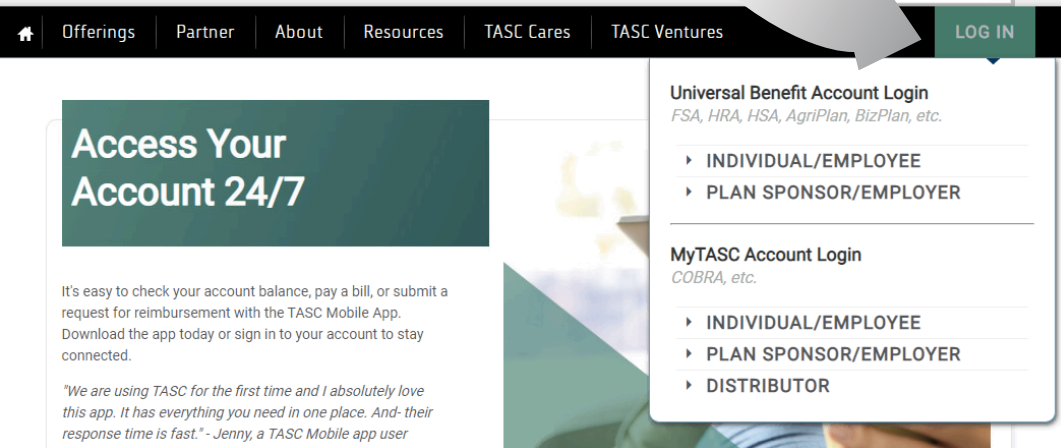 Offerings Partner About Resources TASC Cares TASC Ventures LOG IN
Access Your
Account 24/7
It's easy to check your account balance, pay a bill, or submit a
request for reimbursement with the TASC Mobile App.
Download the app today or sign in to your account to stay
connected.
"We are using TASC for the first time and I absolutely love
this app. It has everything you need in one place. And- their
response time is fast." - Jenny, a TASC Mobile app user
Universal Benefit Account Login
FSA, HRA, HSA, AgriPlan, BizPlan, etc.
INDIVIDUAL/EMPLOYEE
PLAN SPONSOR/EMPLOYER
MyTASC Account Login
COBRA, etc.
INDIVIDUAL/EMPLOYEE
PLAN SPONSOR/EMPLOYER
DISTRIBUTOR